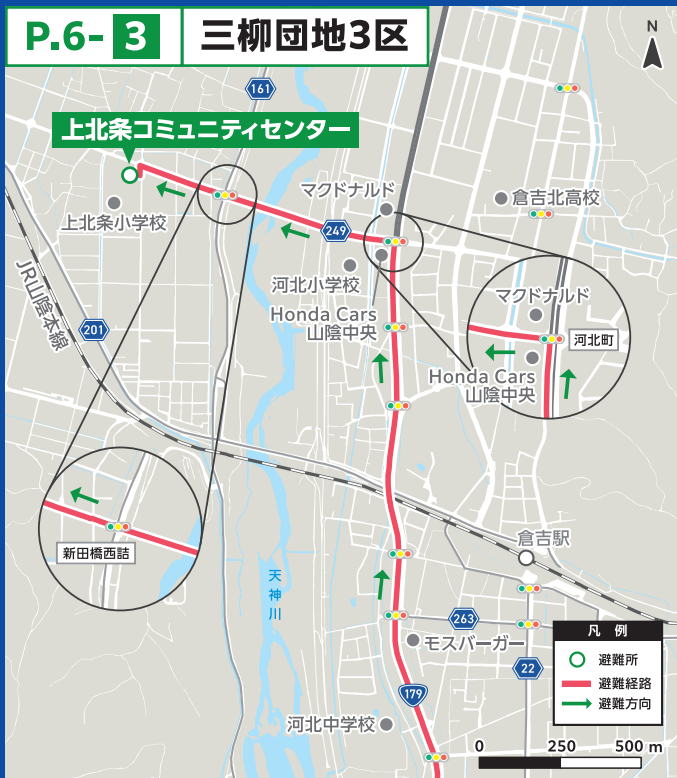 P.6- 3
三柳団地3区
N
161
上北条コミュニティセンター
マクドナルド
倉吉北高校
上北条小学校
249
河北小学校
Honda Cars
山陰中央
マクドナルド
河北町
Honda Cars
山陰中央
JR山陰本線
201
新田橋西詰
倉吉駅
天神川
263
モスバーガー
22
179
河北中学校
凡 例
避難所
避難経路
避難方向
0 250 500 m